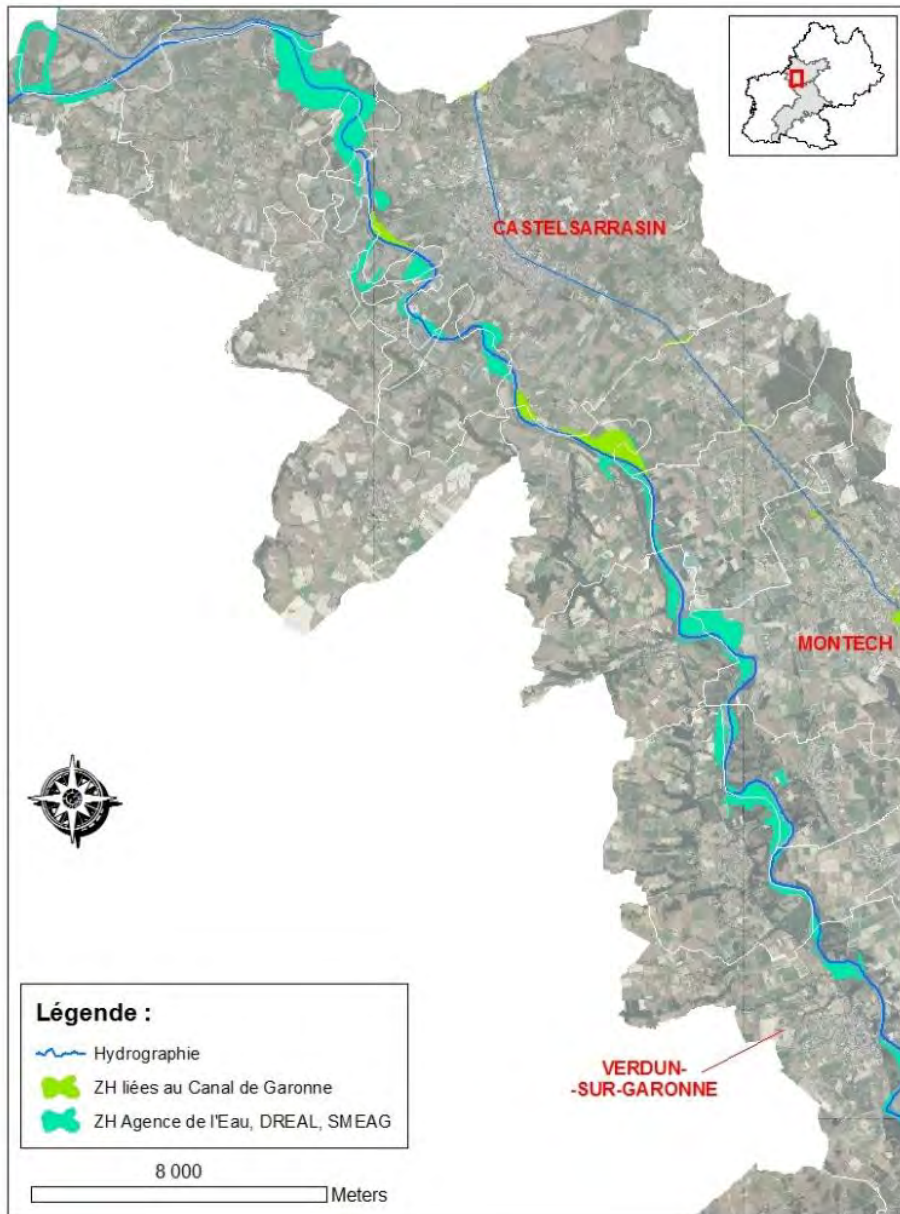 CASTELSARRASIN
MONTECH
VERDUN-
-SUR-GARONNE
Légende :
Hydrographie
ZH liées au Canal de Garonne
ZH Agence de l'Eau, DREAL, SMEAG
8 000
Meters